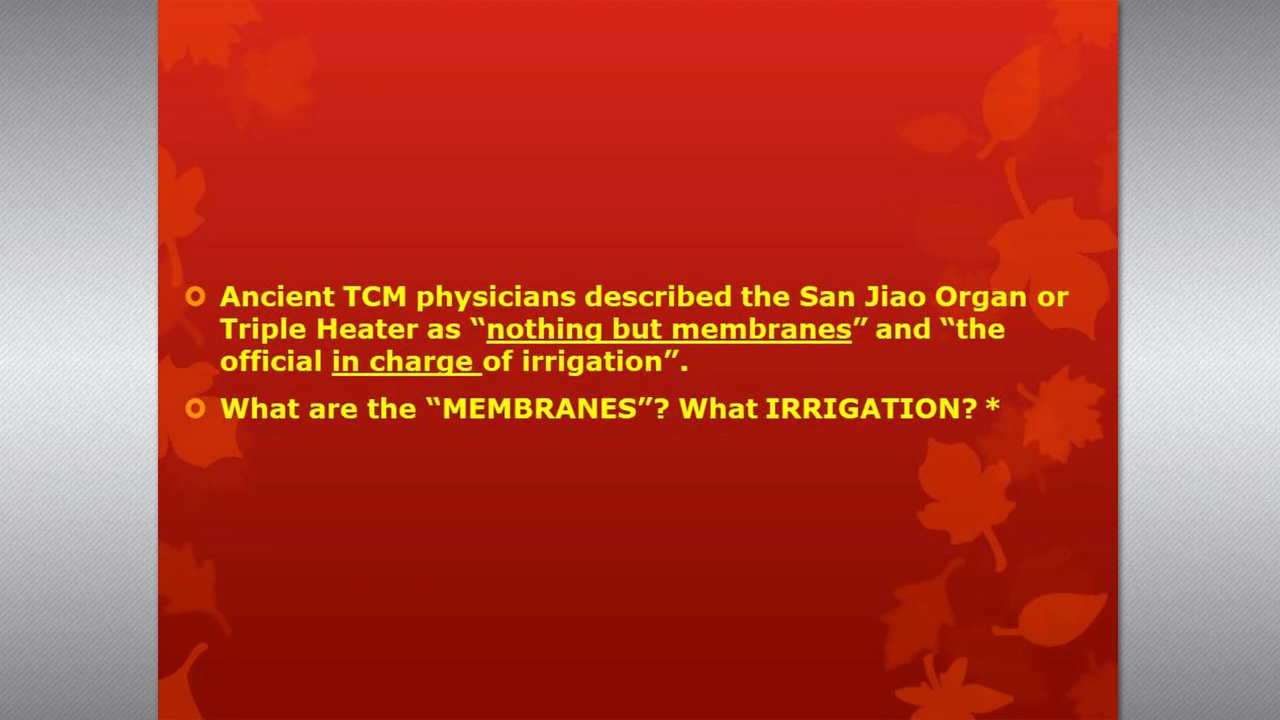 Ancient TCM physicians described the San Jiao Organ or
Triple Heater as “nothing but membranes” and “the
official in charge of irrigation”.
What are the “MEMBRANES”? What IRRIGATION? *